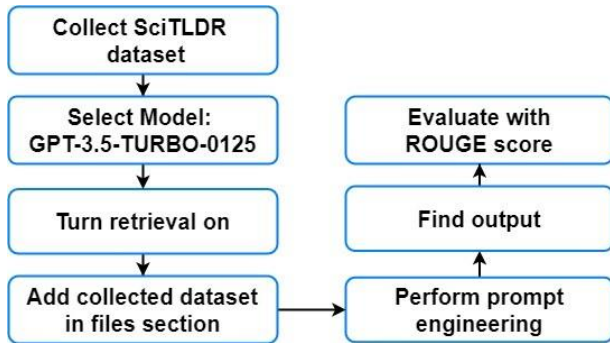 Collect SciTLDR
dataset
Select Model:
GPT-3.5-TURBO-0125
Turn retrieval on
Add collected dataset
in files section
Perform prompt
engineering
Find output
Evaluate with
ROUGE score